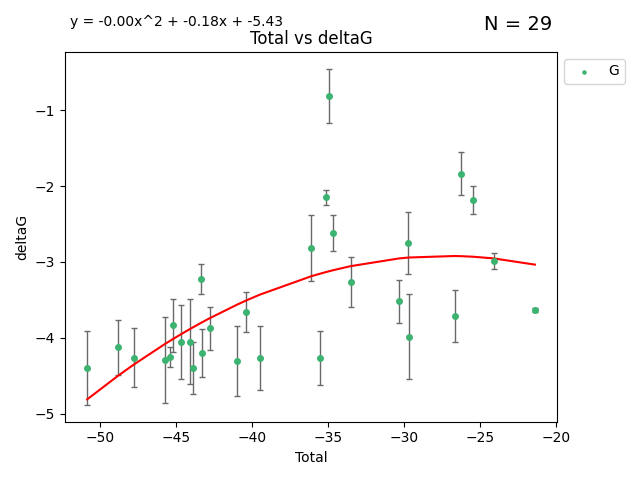 y = -0.00x^2 + -0.18x + -5.43
N = 29
Total vs deltaG
G
deltaG
−1
−2
−3
−4
−5
−50
−45
−40
−35
−30
−25
−20
Total